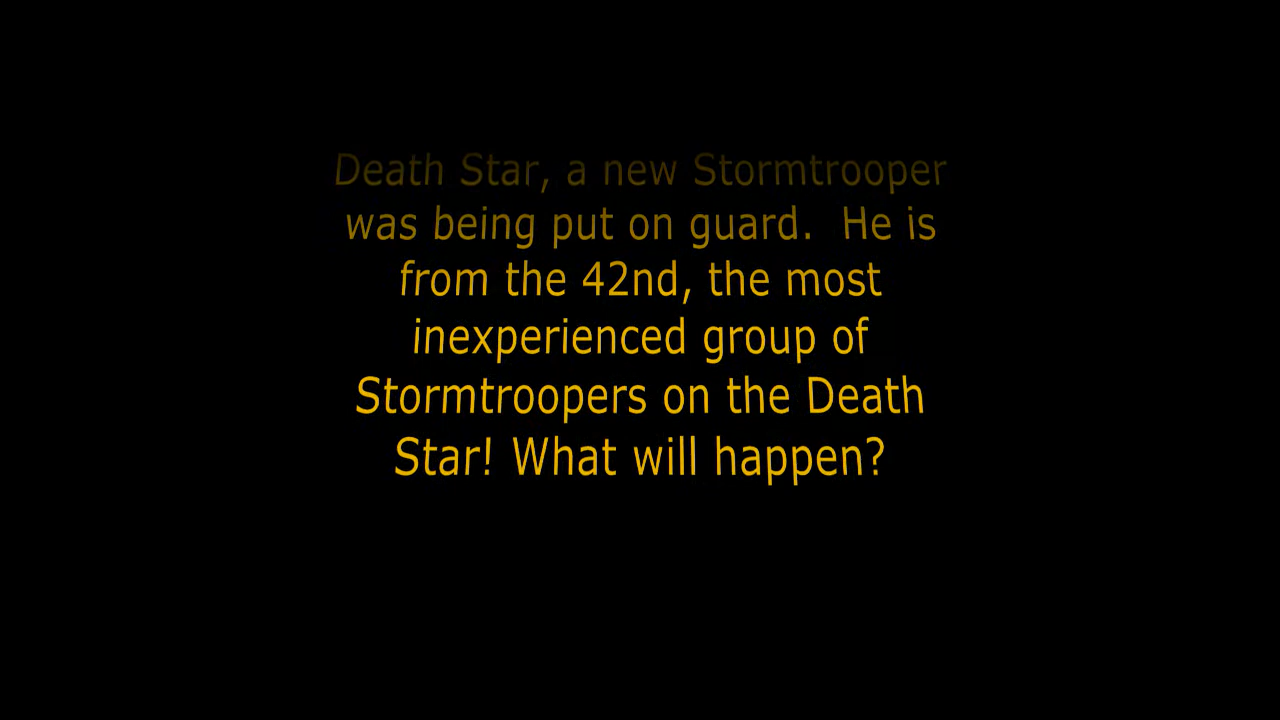 Death Star, a new Stormtrooper
was being put on guard.  He is
from the 42nd, the most
inexperienced group of
Stormtroopers on the Death
Star! What will happen?